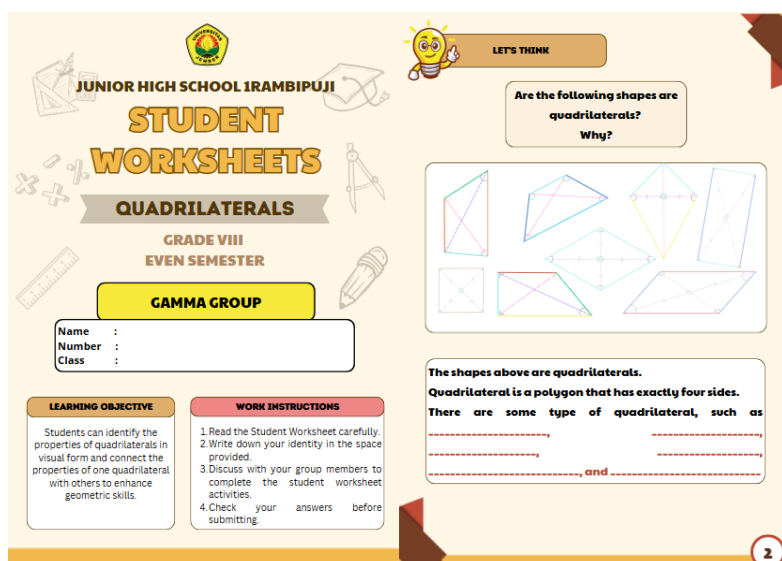 UNIVERSITAS
JEMBER
JUNIOR HIGH SCHOOL 1RAMBIPUJI
STUDENT
WORKSHEETS
QUADRILATERALS
GRADE VIII
EVEN SEMESTER
GAMMA GROUP
Name :
Number :
Class :
LEARNING OBJECTIVE
Students can identify the
properties of quadrilaterals in
visual form and connect the
properties of one quadrilateral
with others to enhance
geometric skills.
WORK INSTRUCTIONS
1. Read the Student Worksheet carefully.
2. Write down your identity in the space
provided.
3. Discuss with your group members to
complete the student worksheet
activities.
4. Check your answers before
submitting.
LET'S THINK
Are the following shapes are
quadrilaterals?
Why?
The shapes above are quadrilaterals.
Quadrilateral is a polygon that has exactly four sides.
There are some type of quadrilateral, such as
--------------------, --------------------,
--------------------, --------------------,
--------------------------, and --------------------------
2